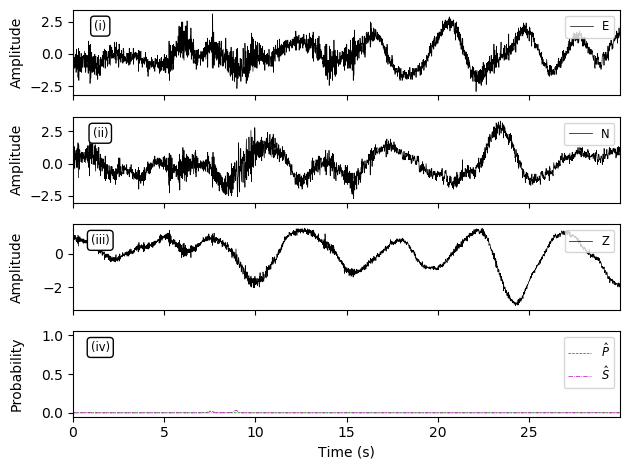 Amplitude
2.5
0.0
−2.5
(i)
E
Amplitude
2.5
0.0
−2.5
(ii)
N
Amplitude
0
−2
(iii)
Z
Probability
1.0
0.5
0.0
(iv)
P̂
Ŝ
0 5 10 15 20 25
Time (s)